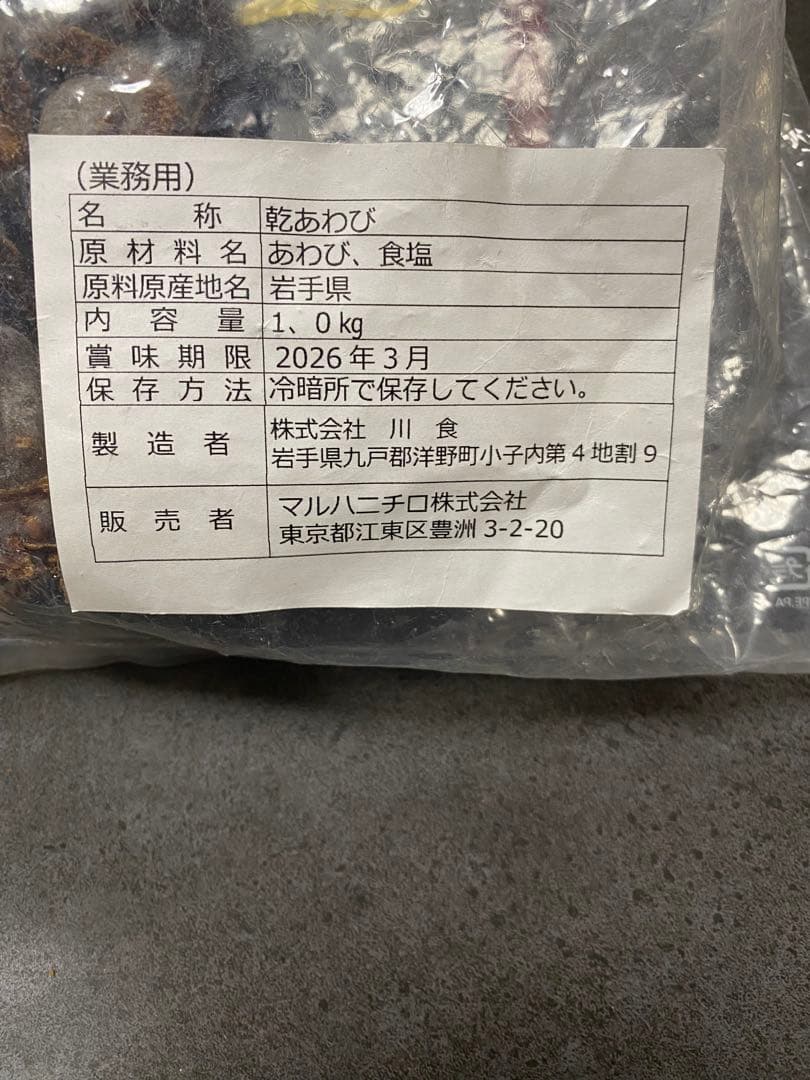 （業務用）
名称 乾あわび
原材料名 あわび、食塩
原料原産地名 岩手県
内容量 1、0㎏
賞味期限 2026年3月
保存方法 冷暗所で保存してください。
製造者 株式会社 川 食
岩手県九戸郡洋野町小子内第4地割9
販売者 マルハニチロ株式会社
東京都江東区豊洲3-2-20